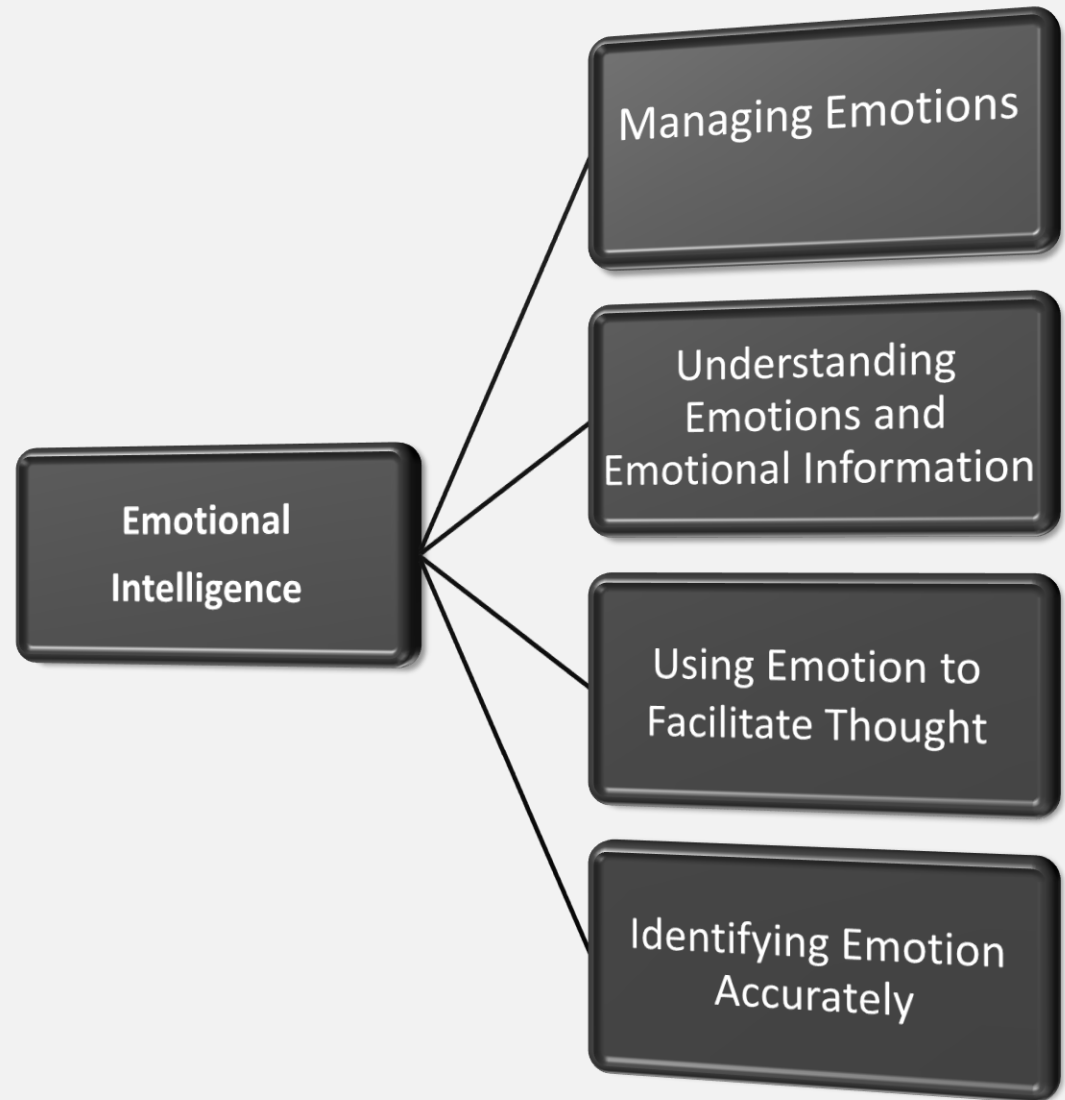 Managing Emotions
Understanding
Emotions and
Emotional Information
Emotional
Intelligence
Using Emotion to
Facilitate Thought
Identifying Emotion
Accurately